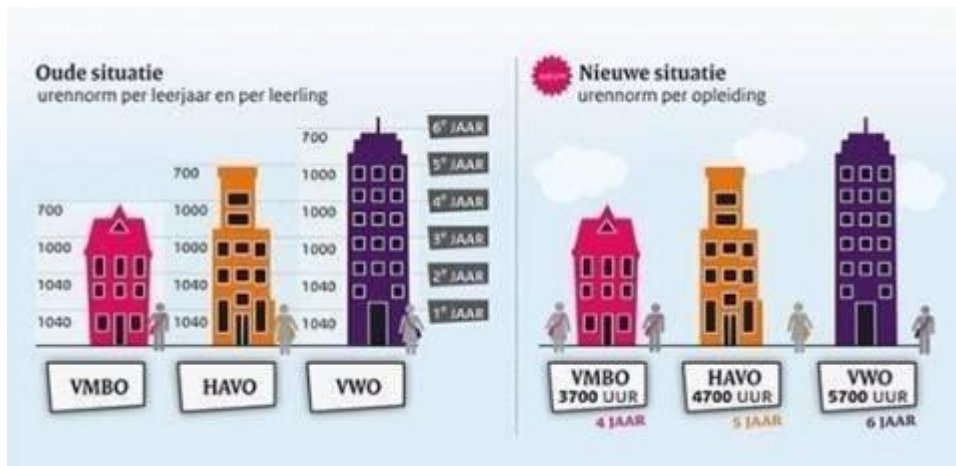 Oude situatie
urennorm per leerjaar en per leerling
700
1000
1040
1040
700
1000
1000
1040
1040
700
1000
1000
1000
1040
1040
6e JAAR
5e JAAR
4e JAAR
3e JAAR
2e JAAR
1e JAAR
VMBO
HAVO
VWO
Nieuwe situatie
urennorm per opleiding
VMBO
3700 UUR
4 JAAR
HAVO
4700 UUR
5 JAAR
VWO
5700 UUR
6 JAAR